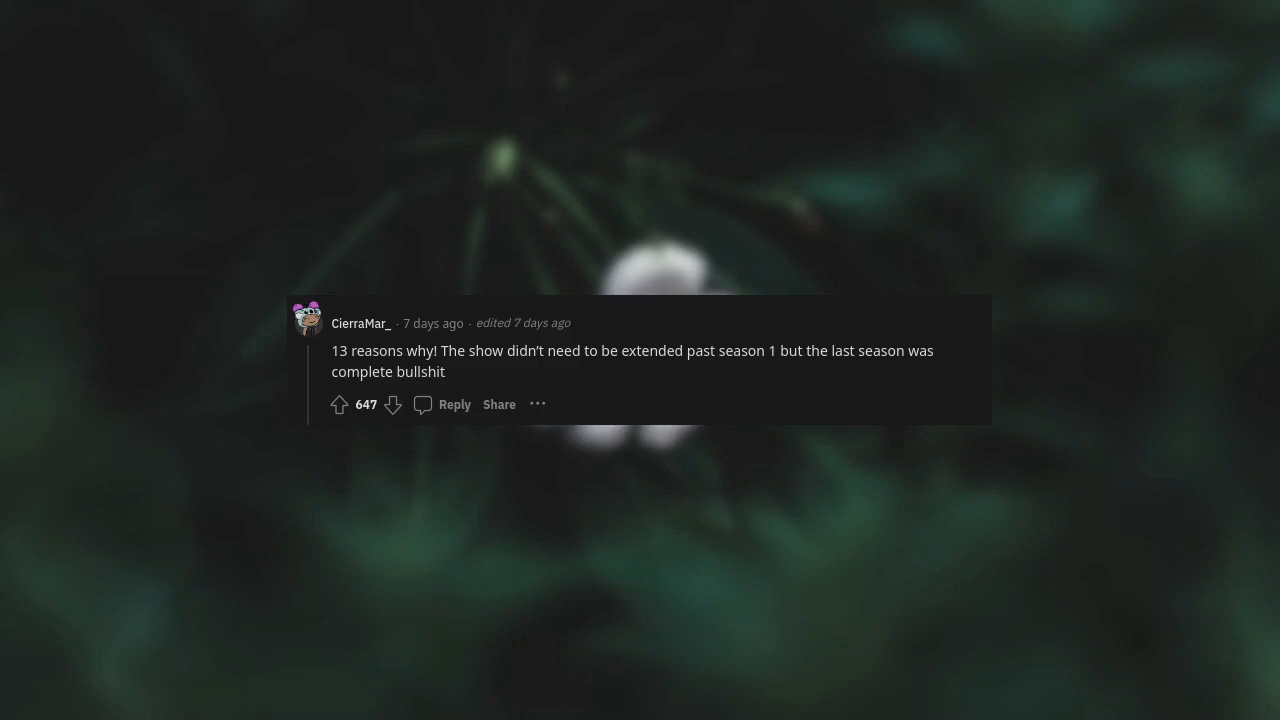 CierraMar_ · 7 days ago · edited 7 days ago
13 reasons why! The show didn’t need to be extended past season 1 but the last season was
complete bullshit
647 Reply Share ···